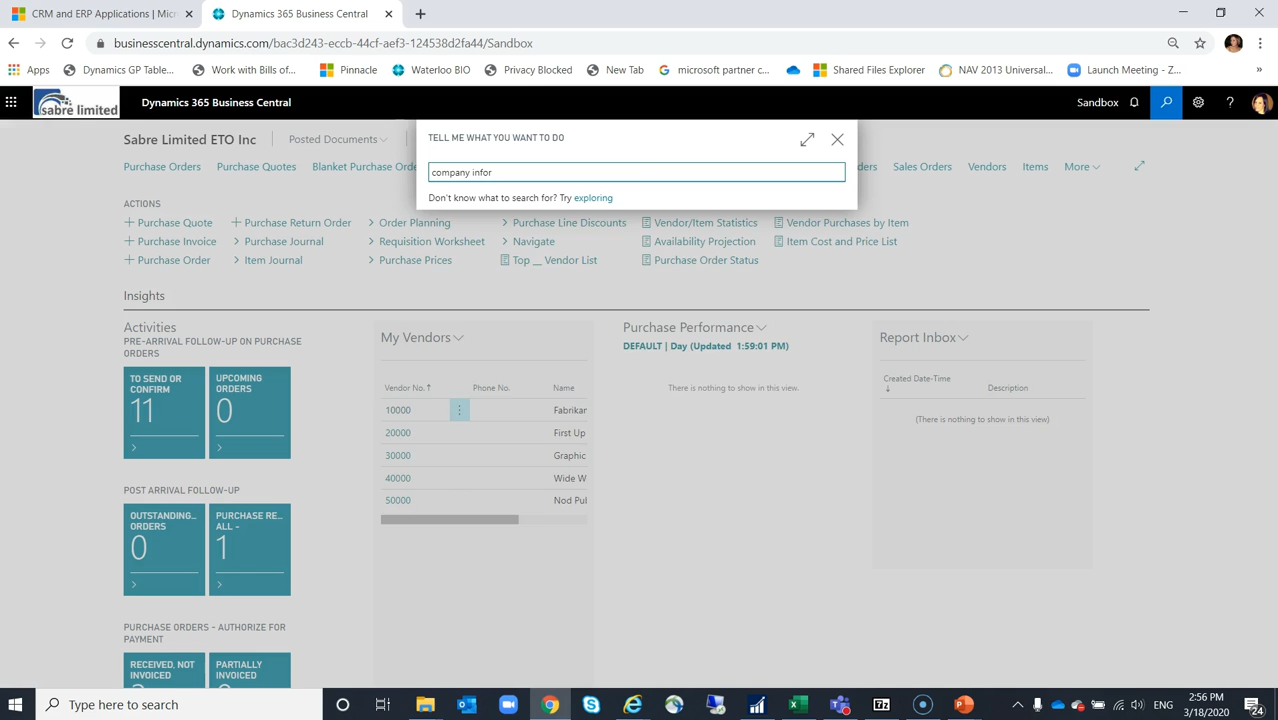 CRM and ERP Applications | Mic
Dynamics 365 Business Central
businesscentral.dynamics.com/bac3d243-eccb-44cf-aef3-124538d2fa44/Sandbox
Apps
Dynamics GP Table...
Work with Bills of...
Pinnacle
Waterloo BIO
Privacy Blocked
New Tab
microsoft partner c...
Shared Files Explorer
NAV 2013 Universal...
Launch Meeting - Z...
»
sabre limited
Dynamics 365 Business Central
Sandbox
?
Sabre Limited ETO Inc
Posted Documents
TELL ME WHAT YOU WANT TO DO
company infor
Don't know what to search for? Try exploring
Purchase Orders
Purchase Quotes
Blanket Purchase Orde
ders
Sales Orders
Vendors
Items
More
ACTIONS
Purchase Quote
Purchase Return Order
Order Planning
Purchase Line Discounts
Vendor/Item Statistics
Vendor Purchases by Item
Purchase Invoice
Purchase Journal
Requisition Worksheet
Navigate
Availability Projection
Item Cost and Price List
Purchase Order
Item Journal
Purchase Prices
Top __ Vendor List
Purchase Order Status
Insights
Activities
PRE-ARRIVAL FOLLOW-UP ON PURCHASE
ORDERS
TO SEND OR
CONFIRM
11
UPCOMING
ORDERS
0
POST ARRIVAL FOLLOW-UP
OUTSTANDING...
ORDERS
0
PURCHASE RE...
ALL -
1
PURCHASE ORDERS - AUTHORIZE FOR
PAYMENT
RECEIVED, NOT
INVOICED
PARTIALLY
INVOICED
My Vendors
Vendor No. ↑
Phone No.
Name
10000
Fabrikar
20000
First Up
30000
Graphic
40000
Wide W
50000
Nod Pul
Purchase Performance
DEFAULT | Day (Updated 1:59:01 PM)
There is nothing to show in this view.
Report Inbox
Created Date-Time
↓
Description
(There is nothing to show in this view)
Type here to search
7z
ENG
2:56 PM
3/18/2020
24